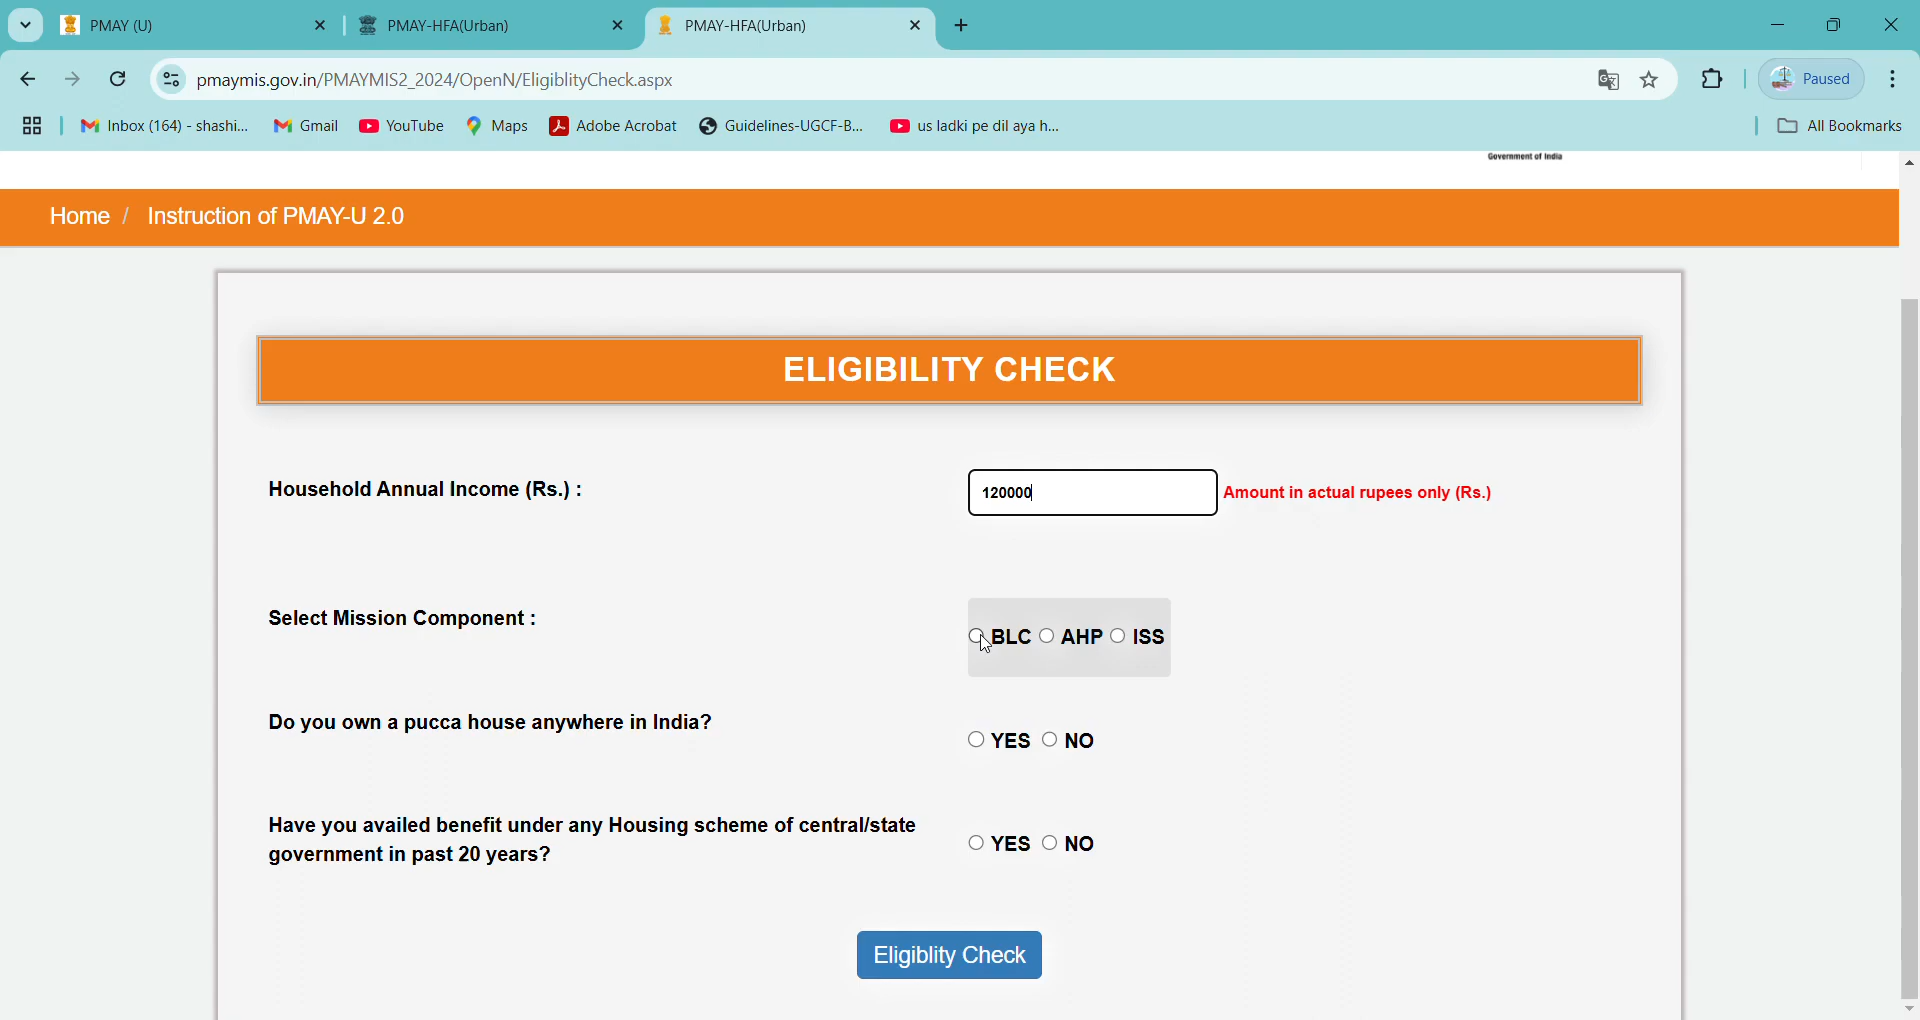 PMAY (U)
PMAY-HFA(Urban)
PMAY-HFA(Urban)
pmaymis.gov.in/PMAYMIS2_2024/OpenN/EligiblityCheck.aspx
Paused
Inbox (164) - shashi...
Gmail
YouTube
Maps
Adobe Acrobat
Guidelines-UGCF-B...
us ladki pe dil aya h...
All Bookmarks
Government of India
Home / Instruction of PMAY-U 2.0
ELIGIBILITY CHECK
Household Annual Income (Rs.) :
120000
Amount in actual rupees only (Rs.)
Select Mission Component :
BLC AHP ISS
Do you own a pucca house anywhere in India?
YES NO
Have you availed benefit under any Housing scheme of central/state
government in past 20 years?
YES NO
Eligiblity Check